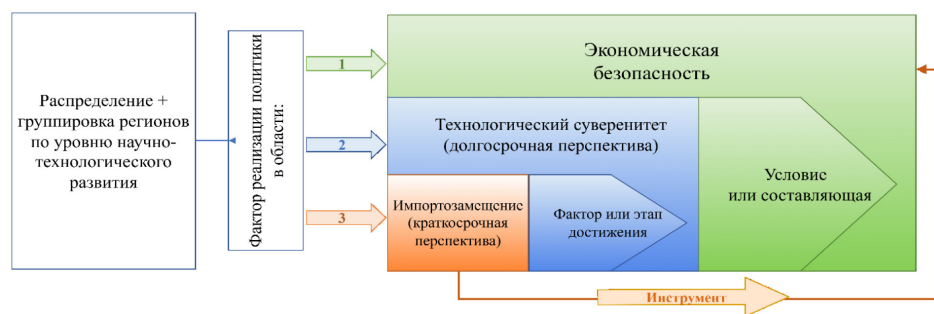 Распределение +
группировка регионов
по уровню научно-
технологического
развития
Фактор реализации политики
в области:
1
2
3
Экономическая
безопасность
Технологический суверенитет
(долгосрочная перспектива)
Импортозамещение
(краткосрочная
перспектива)
Фактор или этап
достижения
Условие
или составляющая
Инструмент